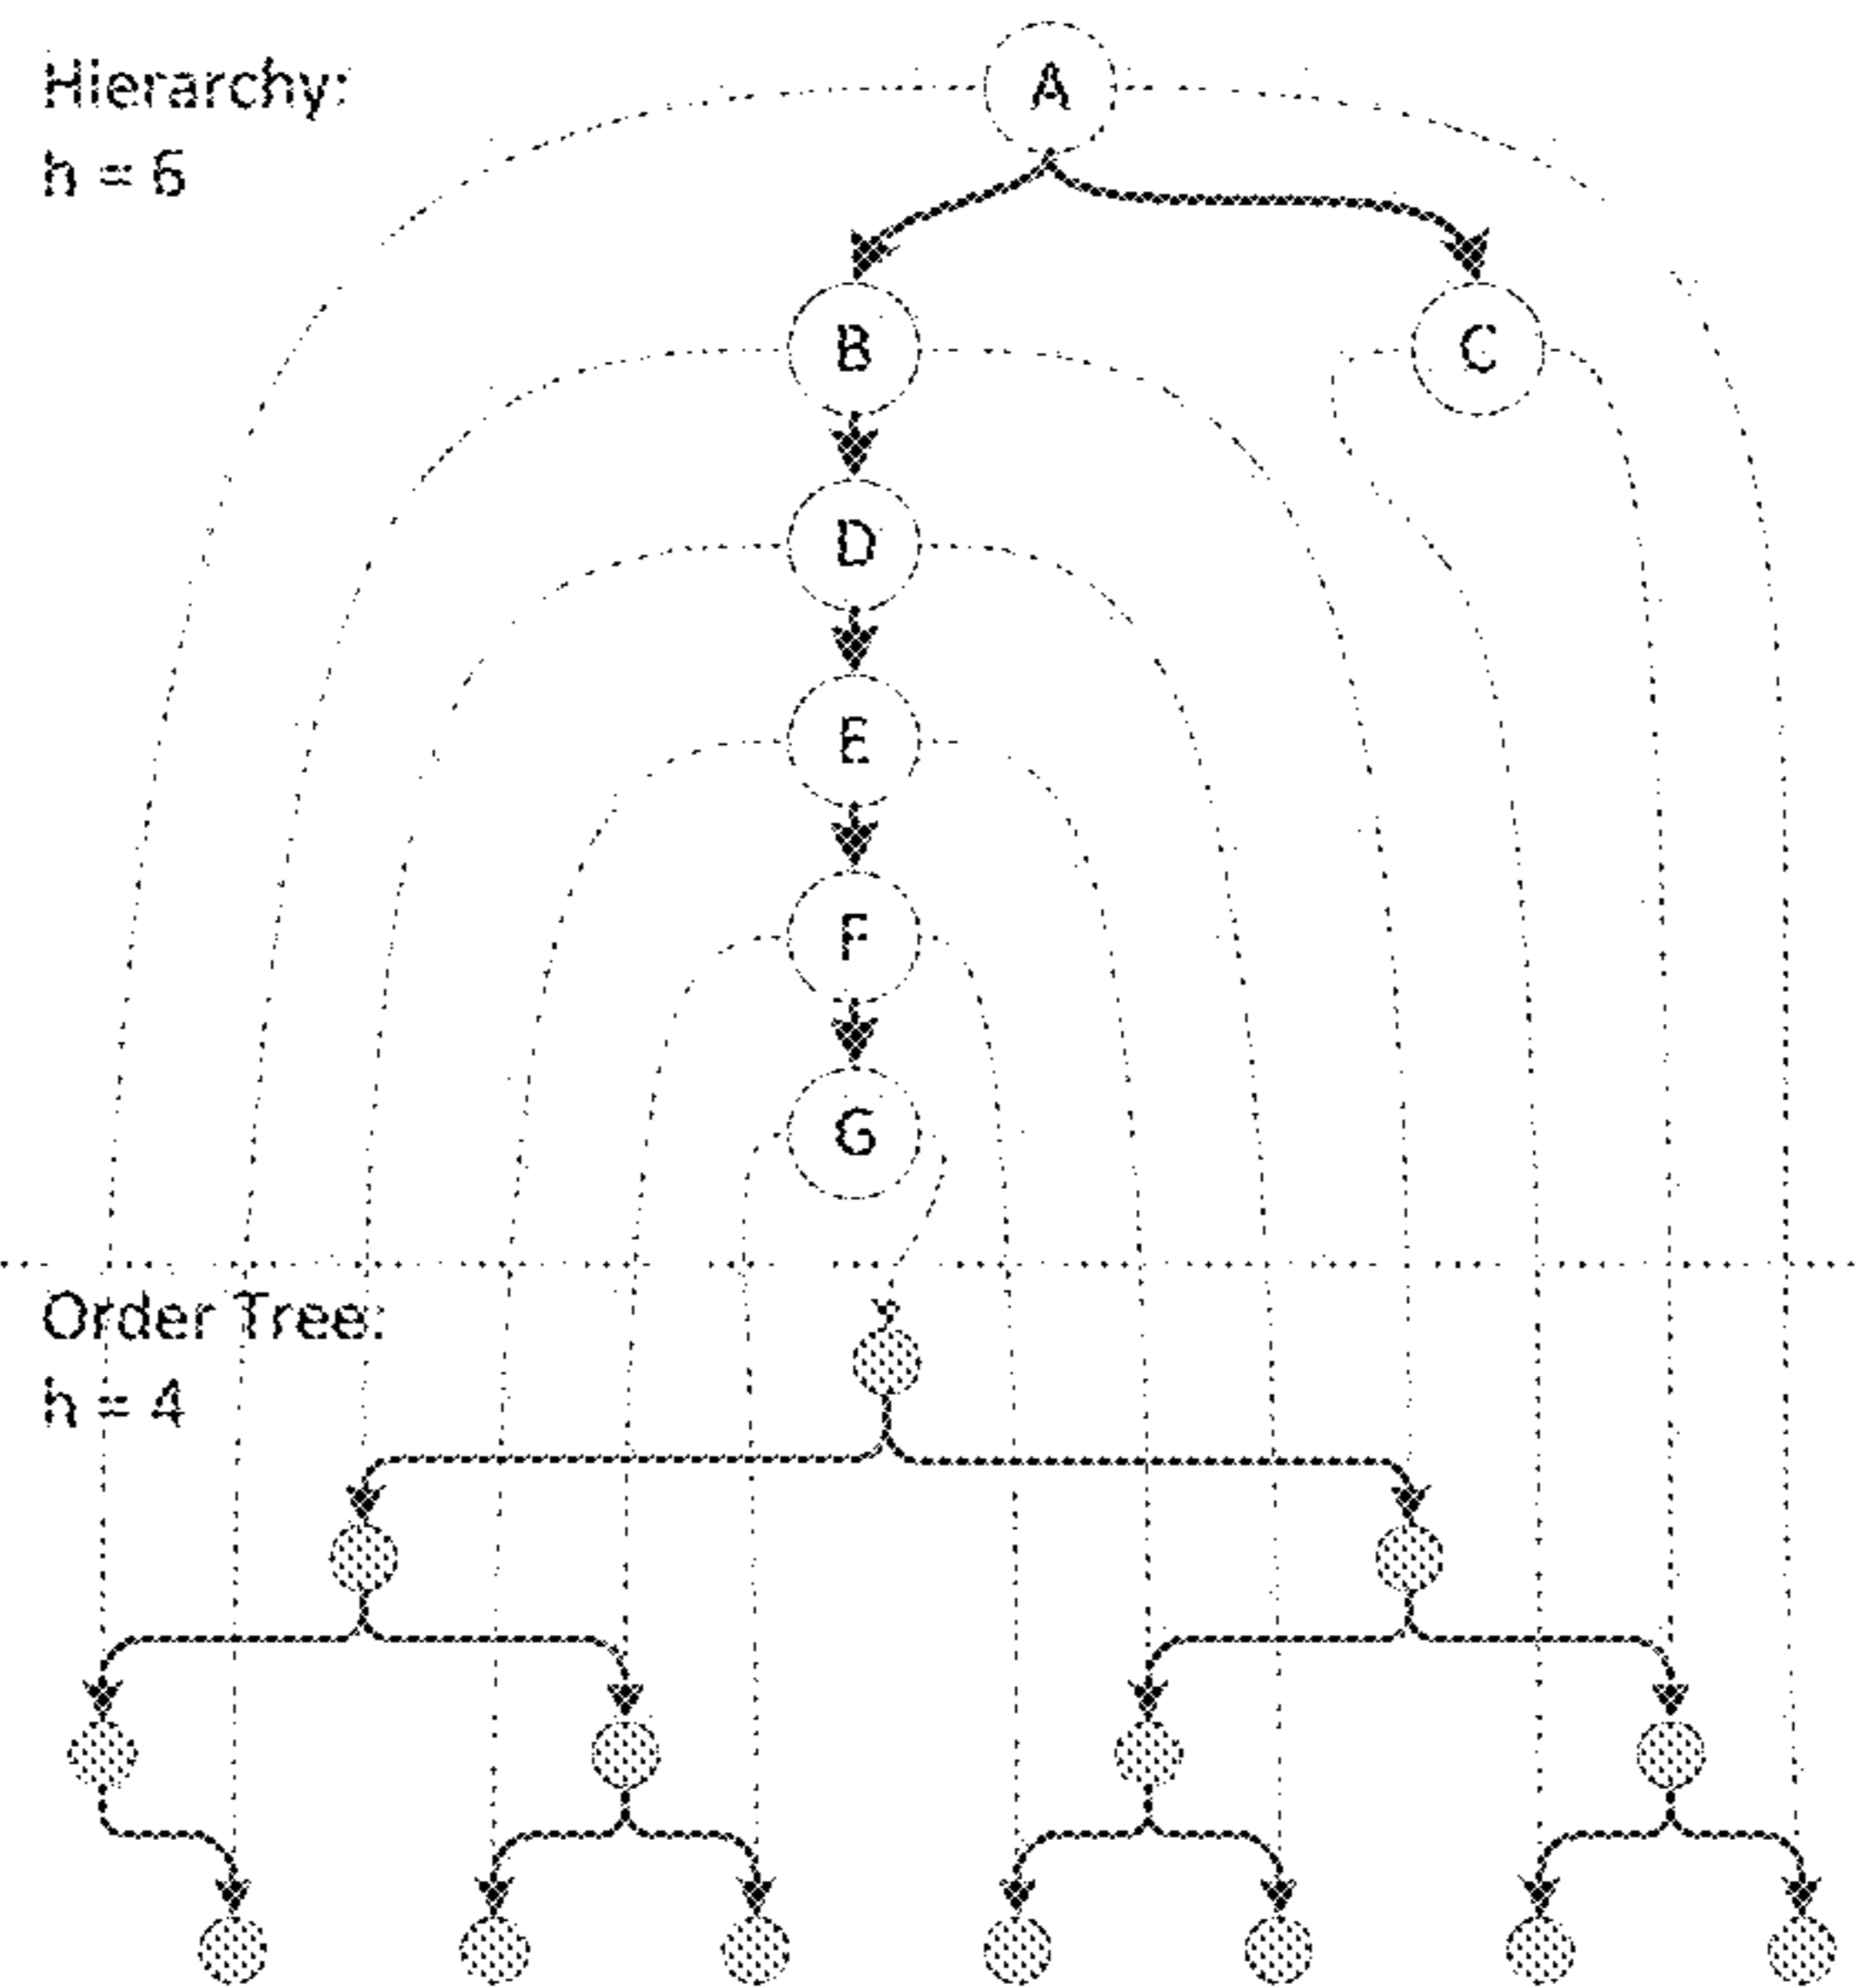 Hierarchy:
h = 6
A
B
C
D
E
F
G
Order Tree:
h = 4